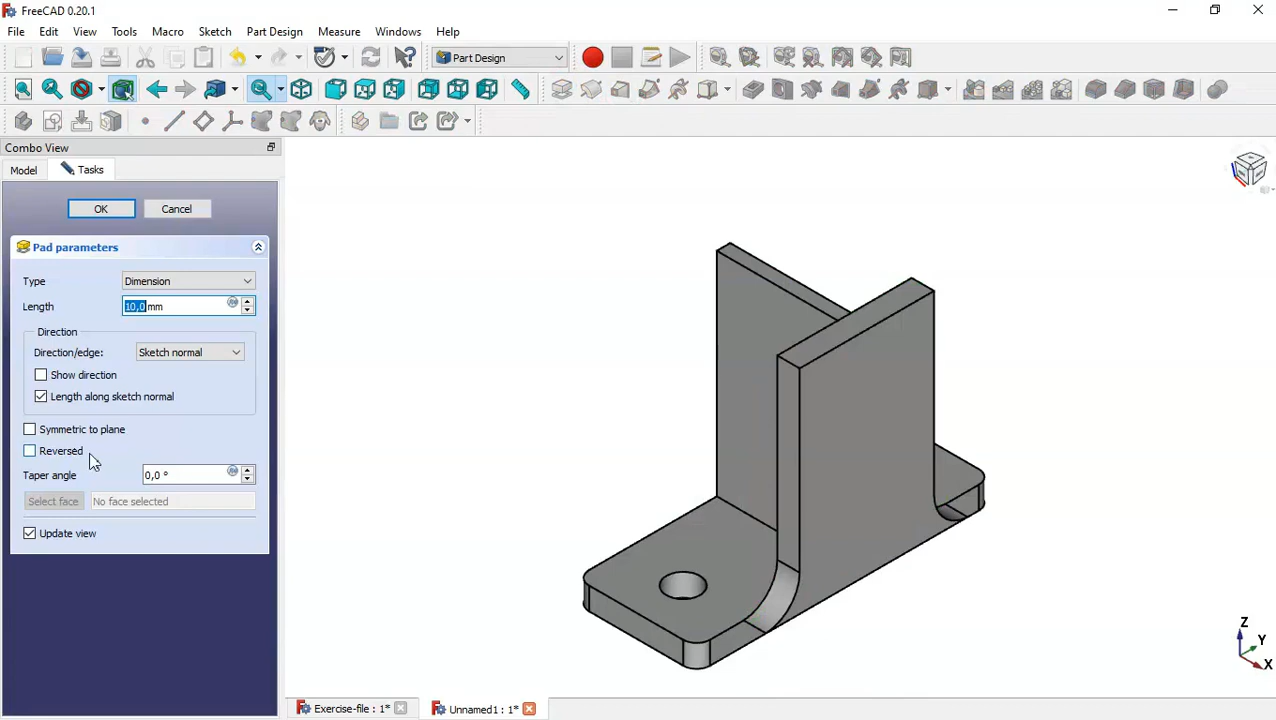 FreeCAD 0.20.1
File Edit View Tools Macro Sketch Part Design Measure Windows Help
Part Design
Combo View
Model Tasks
OK Cancel
Pad parameters
Type Dimension
Length 10,0 mm
Direction
Direction/edge: Sketch normal
Show direction
Length along sketch normal
Symmetric to plane
Reversed
Taper angle 0,0 °
Select face No face selected
Update view
Z
Y
X
Exercise-file : 1* Unnamed1 : 1*